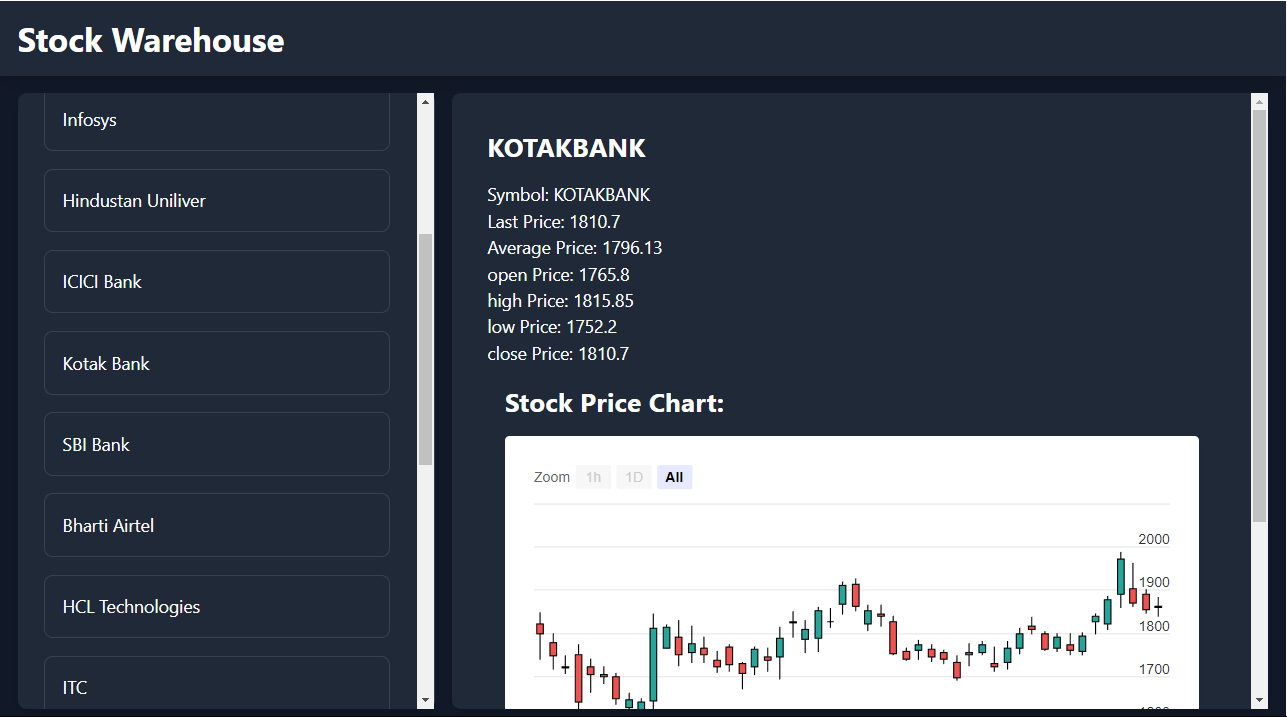 Stock Warehouse
Infosys
Hindustan Uniliver
ICICI Bank
Kotak Bank
SBI Bank
Bharti Airtel
HCL Technologies
ITC
KOTAKBANK
Symbol: KOTAKBANK
Last Price: 1810.7
Average Price: 1796.13
open Price: 1765.8
high Price: 1815.85
low Price: 1752.2
close Price: 1810.7
Stock Price Chart:
Zoom 1h 1D All
2000
1900
1800
1700